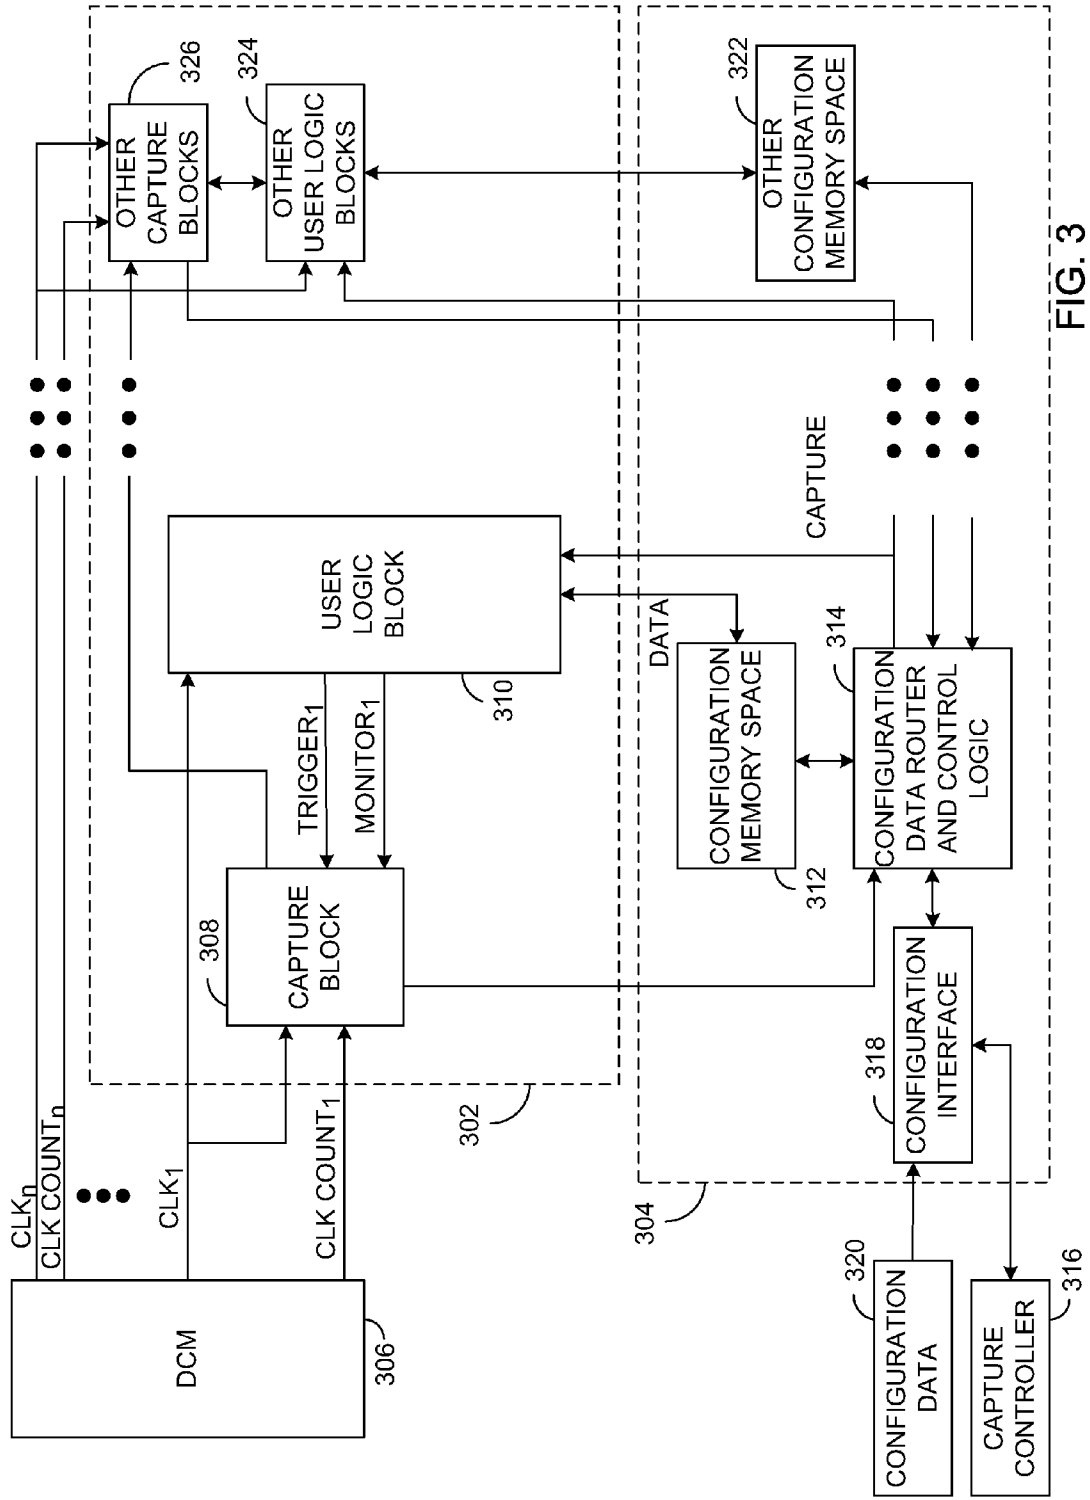 CLKn
CLK COUNTn
CLK1
CLK COUNT1
DCM
306
302
308
CAPTURE
BLOCK
TRIGGER1
MONITOR1
USER
LOGIC
BLOCK
310
326
OTHER
CAPTURE
BLOCKS
324
OTHER
USER LOGIC
BLOCKS
304
320
CONFIGURATION
DATA
CAPTURE
CONTROLLER
316
318
CONFIGURATION
INTERFACE
312
CONFIGURATION
MEMORY SPACE
DATA
314
CONFIGURATION
DATA ROUTER
AND CONTROL
LOGIC
CAPTURE
322
OTHER
CONFIGURATION
MEMORY SPACE
FIG. 3